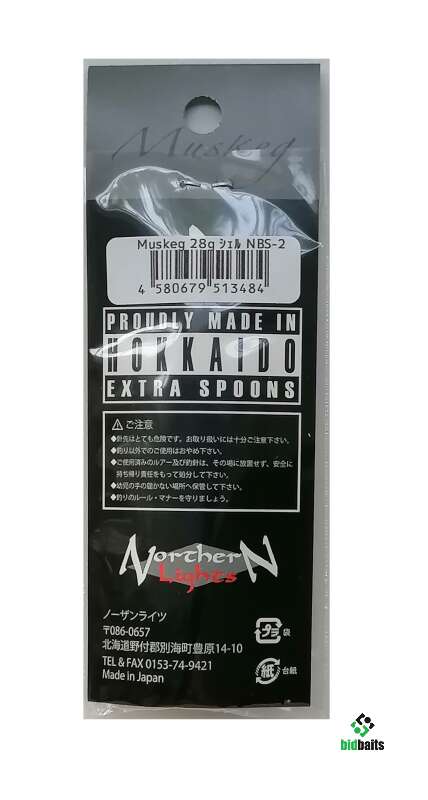 Muskeg
Muskeg 28g ｼｪﾙ NBS-2
4 580679 513484
PROUDLY MADE IN
HOKKAIDO
EXTRA SPOONS
⚠ ご注意
◆針先はとても危険です。お取り扱いには十分ご注意下さい。
◆釣り以外でのご使用はおやめ下さい。
◆ご使用済みのルアー及び釣針は、その場に放置せず、安全に
持ち帰り責任をもって処分して下さい。
◆幼児の手の届かない場所へ保管して下さい。
◆釣りのルール・マナーを守りましょう。
Northern
Lights
ノーザンライツ
〒086-0657
北海道野付郡別海町豊原14-10
TEL & FAX 0153-74-9421
Made in Japan
プラ 袋
紙 台紙
bidbaits